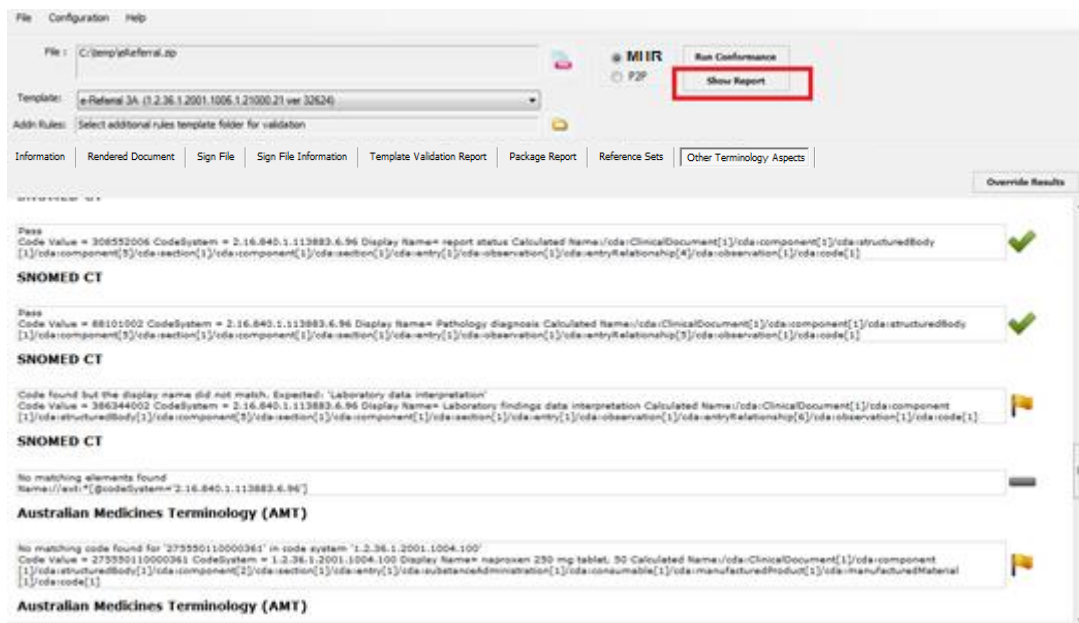 File Configuration Help
File : C:\temp\eReferral.zip
MHR
Run Conformance
P2P
Show Report
Template: e-Referral 3A (1.2.36.1.2001.1006.1.21000.21 ver 32624)
Addn Rules: Select additional rules template folder for validation
Information Rendered Document Sign File Sign File Information Template Validation Report Package Report Reference Sets Other Terminology Aspects
Override Results
SNOMED CT
Pass
Code Value = 308552006 CodeSystem = 2.16.840.1.113883.6.96 Display Name= report status Calculated Name:/cda:ClinicalDocument[1]/cda:component[1]/cda:structuredBody
[1]/cda:component[5]/cda:section[1]/cda:component[1]/cda:section[1]/cda:entry[1]/cda:observation[1]/cda:entryRelationship[4]/cda:observation[1]/cda:code[1]
SNOMED CT
Pass
Code Value = 88101002 CodeSystem = 2.16.840.1.113883.6.96 Display Name= Pathology diagnosis Calculated Name:/cda:ClinicalDocument[1]/cda:component[1]/cda:structuredBody
[1]/cda:component[5]/cda:section[1]/cda:component[1]/cda:section[1]/cda:entry[1]/cda:observation[1]/cda:entryRelationship[5]/cda:observation[1]/cda:code[1]
SNOMED CT
Code found but the display name did not match. Expected: 'Laboratory data interpretation'
Code Value = 386344002 CodeSystem = 2.16.840.1.113883.6.96 Display Name= Laboratory findings data interpretation Calculated Name:/cda:ClinicalDocument[1]/cda:component
[1]/cda:structuredBody[1]/cda:component[5]/cda:section[1]/cda:component[1]/cda:section[1]/cda:entry[1]/cda:observation[1]/cda:entryRelationship[6]/cda:observation[1]/cda:code[1]
SNOMED CT
No matching elements found
Name://ext:*[@codeSystem='2.16.840.1.113883.6.96']
Australian Medicines Terminology (AMT)
No matching code found for '275550110000361' in code system '1.2.36.1.2001.1004.100'
Code Value = 275550110000361 CodeSystem = 1.2.36.1.2001.1004.100 Display Name= naproxen 250 mg tablet, 50 Calculated Name:/cda:ClinicalDocument[1]/cda:component
[1]/cda:structuredBody[1]/cda:component[2]/cda:section[1]/cda:entry[1]/cda:substanceAdministration[1]/cda:consumable[1]/cda:manufacturedProduct[1]/cda:manufacturedMaterial
[1]/cda:code[1]
Australian Medicines Terminology (AMT)